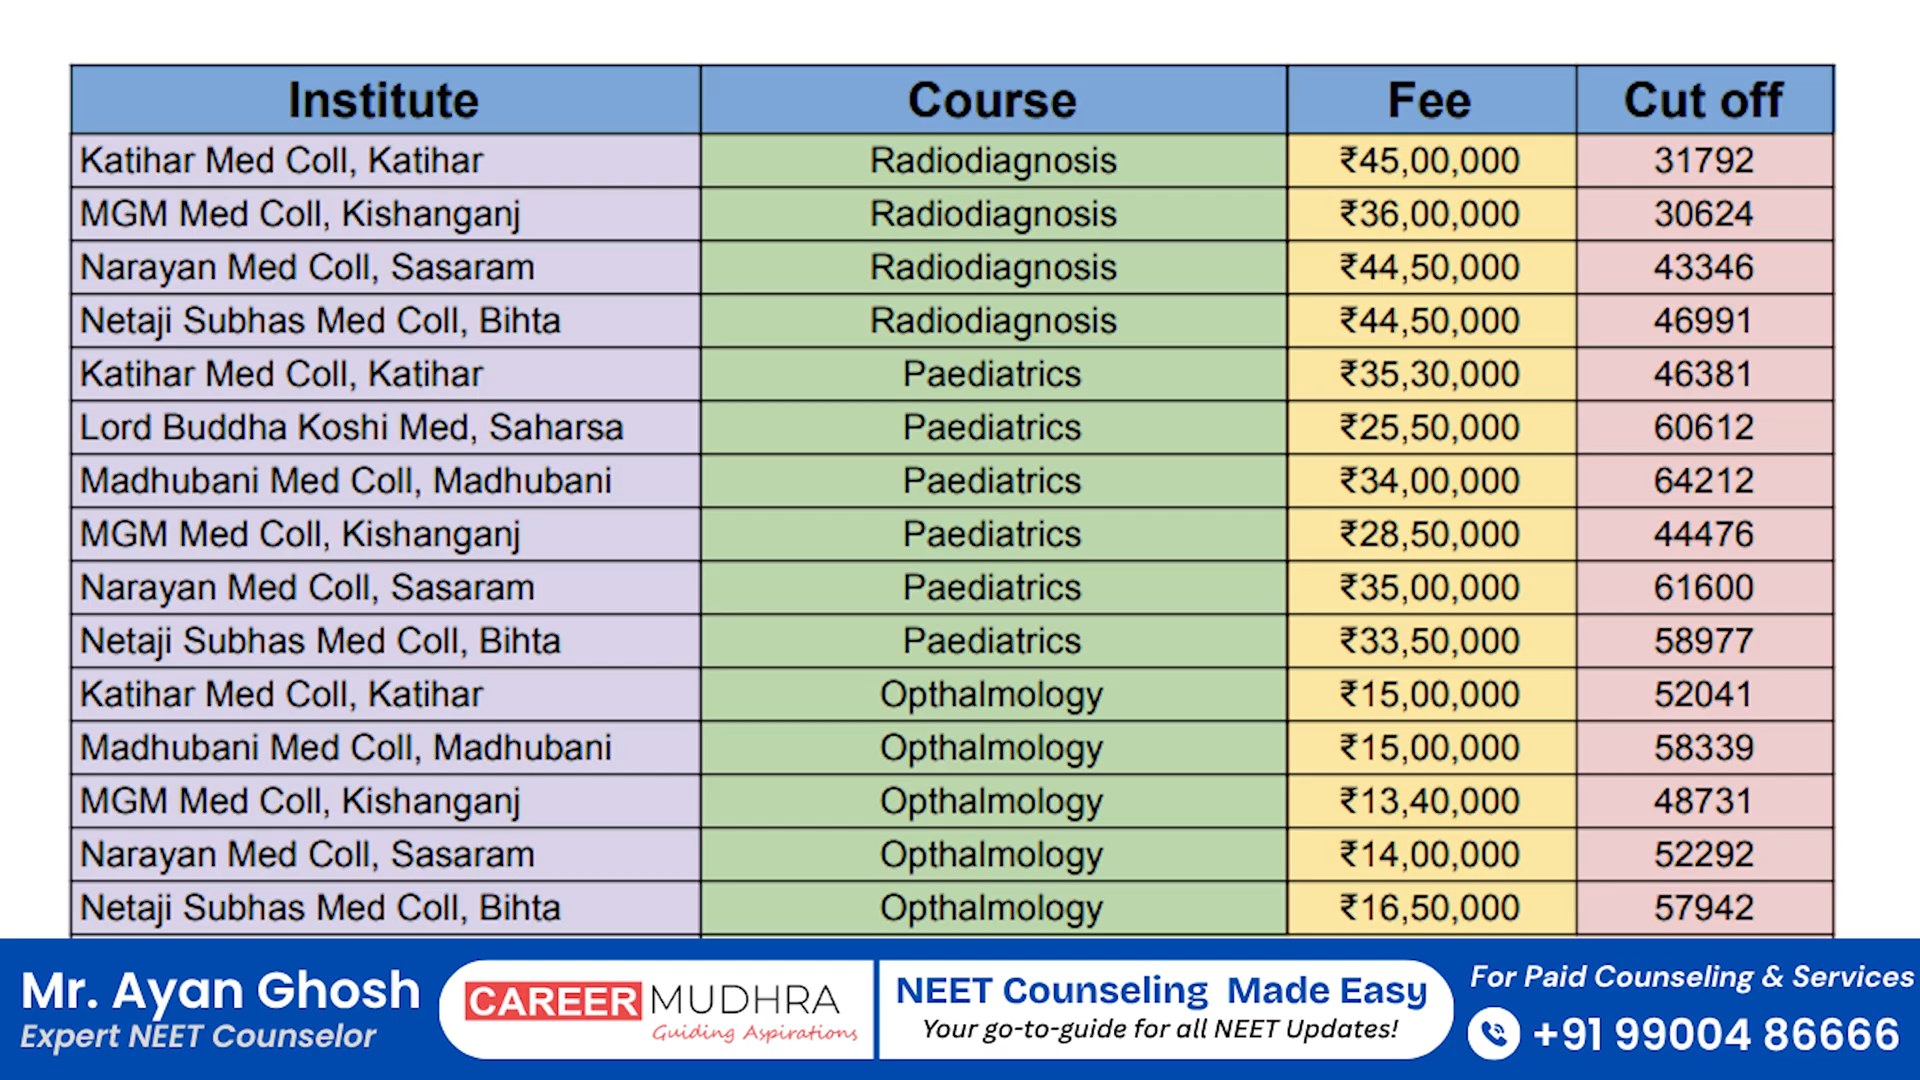 Institute Course Fee Cut off
Katihar Med Coll, Katihar Radiodiagnosis ₹45,00,000 31792
MGM Med Coll, Kishanganj Radiodiagnosis ₹36,00,000 30624
Narayan Med Coll, Sasaram Radiodiagnosis ₹44,50,000 43346
Netaji Subhas Med Coll, Bihta Radiodiagnosis ₹44,50,000 46991
Katihar Med Coll, Katihar Paediatrics ₹35,30,000 46381
Lord Buddha Koshi Med, Saharsa Paediatrics ₹25,50,000 60612
Madhubani Med Coll, Madhubani Paediatrics ₹34,00,000 64212
MGM Med Coll, Kishanganj Paediatrics ₹28,50,000 44476
Narayan Med Coll, Sasaram Paediatrics ₹35,00,000 61600
Netaji Subhas Med Coll, Bihta Paediatrics ₹33,50,000 58977
Katihar Med Coll, Katihar Opthalmology ₹15,00,000 52041
Madhubani Med Coll, Madhubani Opthalmology ₹15,00,000 58339
MGM Med Coll, Kishanganj Opthalmology ₹13,40,000 48731
Narayan Med Coll, Sasaram Opthalmology ₹14,00,000 52292
Netaji Subhas Med Coll, Bihta Opthalmology ₹16,50,000 57942
Mr. Ayan Ghosh
Expert NEET Counselor
CAREER MUDHRA
Guiding Aspirations
NEET Counseling Made Easy
Your go-to-guide for all NEET Updates!
For Paid Counseling & Services
+91 99004 86666